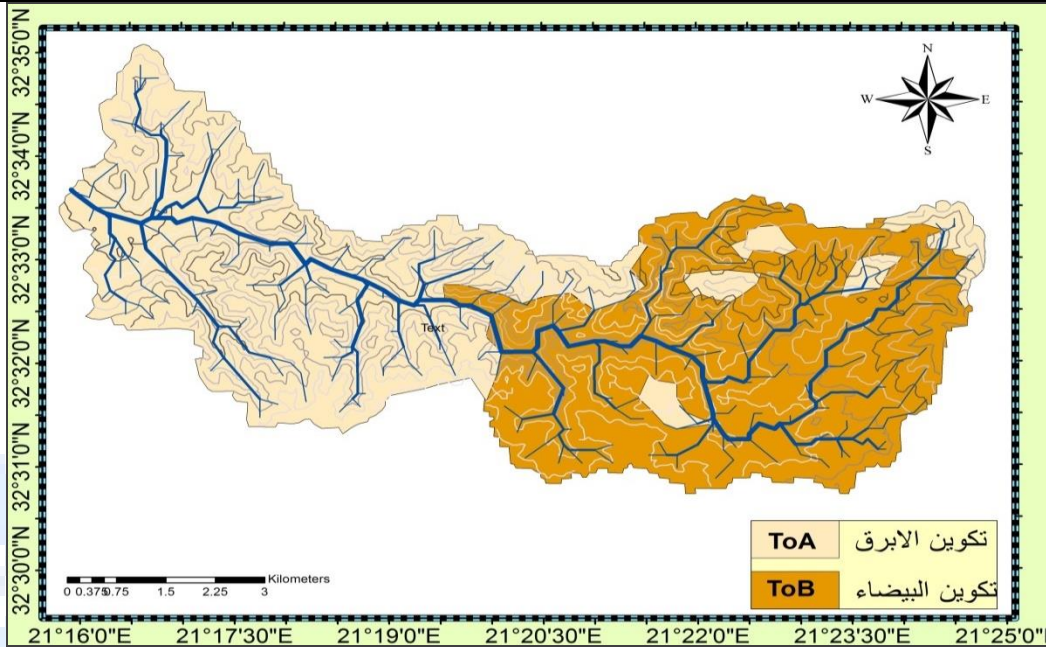 32°35'0"N
32°34'0"N
32°33'0"N
32°32'0"N
32°31'0"N
32°30'0"N
N
W E
S
Text
ToA تكوين الابرق
ToB تكوين البيضاء
Kilometers
0 0.375 0.75 1.5 2.25 3
21°16'0"E 21°17'30"E 21°19'0"E 21°20'30"E 21°22'0"E 21°23'30"E 21°25'0"